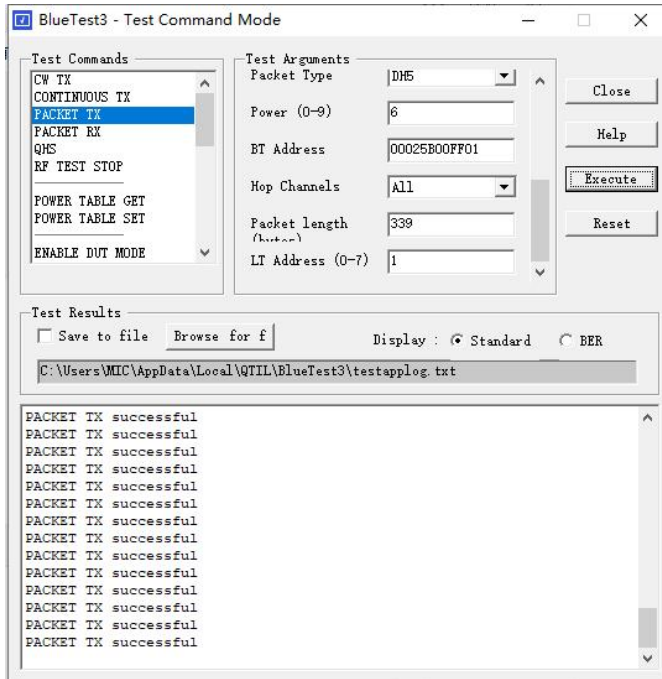 BlueTest3 - Test Command Mode
Test Commands
CW TX
CONTINUOUS TX
PACKET TX
PACKET RX
QHS
RF TEST STOP
POWER TABLE GET
POWER TABLE SET
ENABLE DUT MODE
Test Arguments
Packet Type DH5
Power (0-9) 6
BT Address 00025B00FF01
Hop Channels All
Packet length 339
(bytes)
LT Address (0-7) 1
Close
Help
Execute
Reset
Test Results
Save to file Browse for f Display : Standard BER
C:\Users\MIC\AppData\Local\QTIL\BlueTest3\testapplog.txt
PACKET TX successful
PACKET TX successful
PACKET TX successful
PACKET TX successful
PACKET TX successful
PACKET TX successful
PACKET TX successful
PACKET TX successful
PACKET TX successful
PACKET TX successful
PACKET TX successful
PACKET TX successful
PACKET TX successful
PACKET TX successful